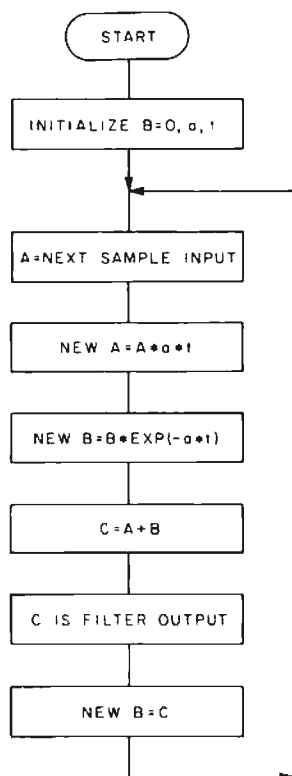 START
INITIALIZE B=0, a, t
A=NEXT SAMPLE INPUT
NEW A=A*a*t
NEW B=B*EXP(-a*t)
C=A+B
C IS FILTER OUTPUT
NEW B=C